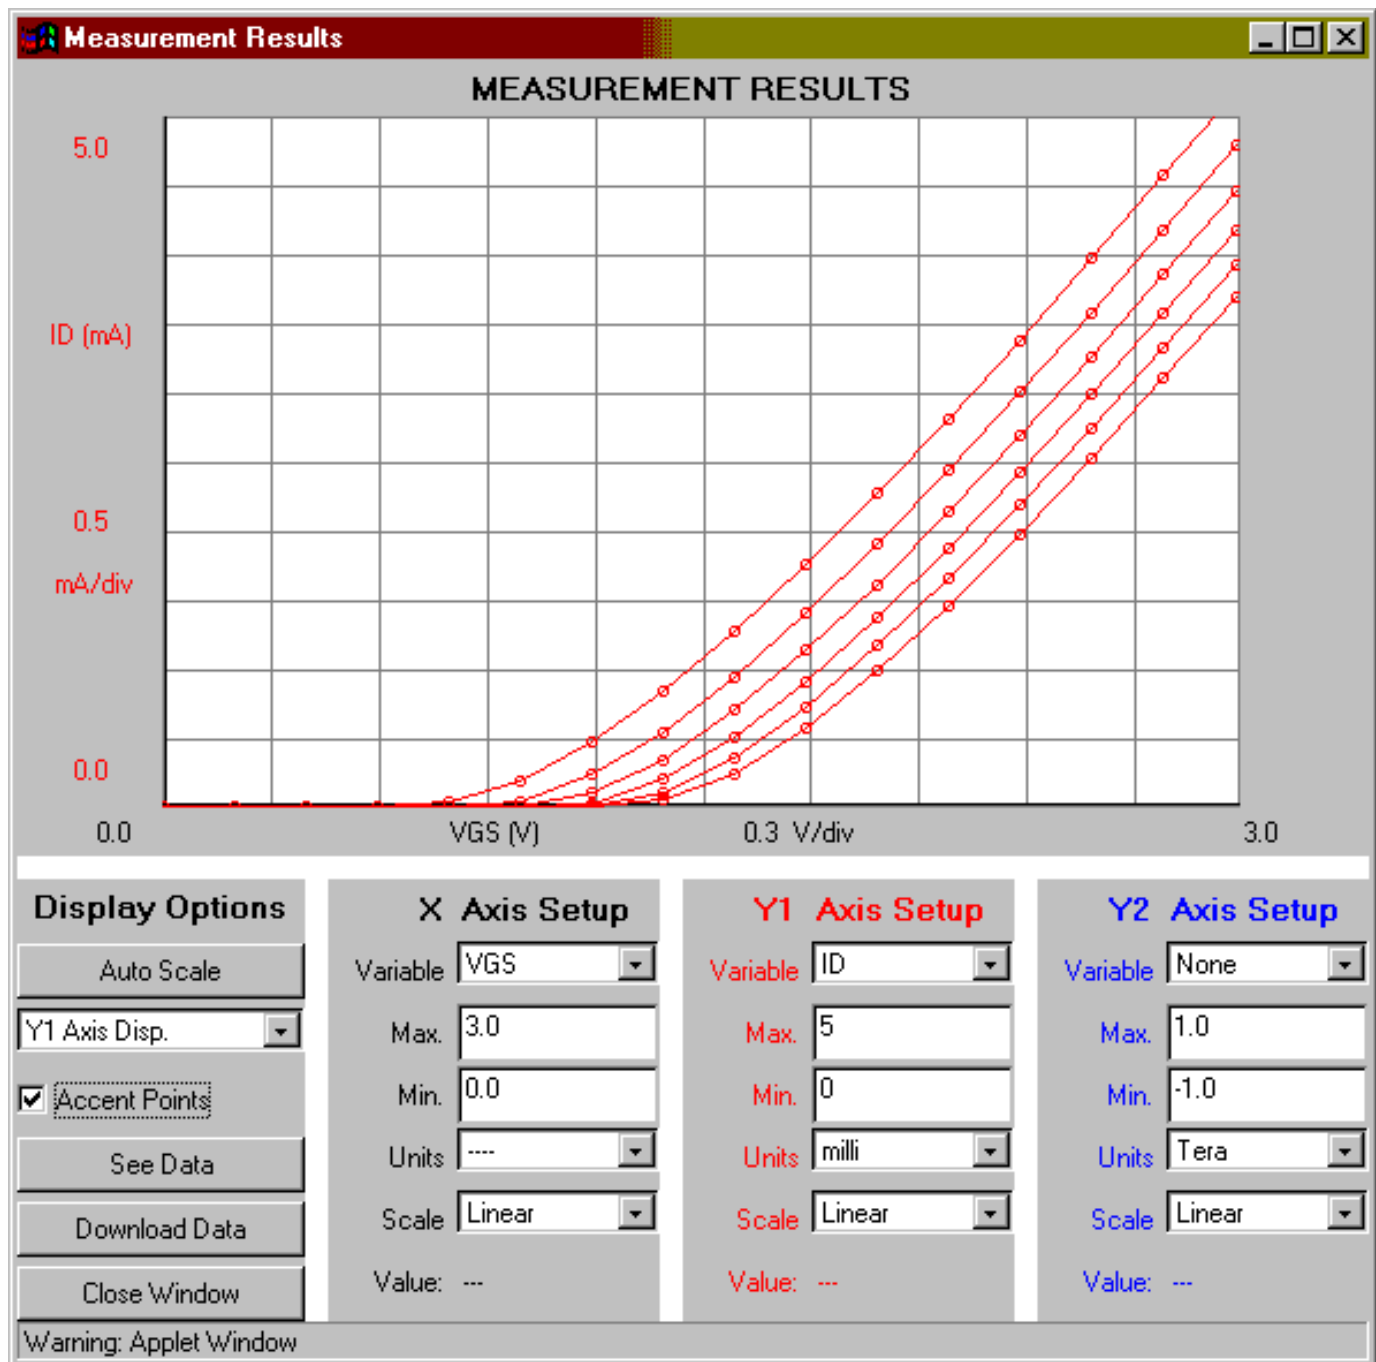 Measurement Results
MEASUREMENT RESULTS
5.0
ID (mA)
0.5
mA/div
0.0
0.0 VGS (V) 0.3 V/div 3.0
Display Options
Auto Scale
Y1 Axis Disp.
Accent Points
See Data
Download Data
Close Window
X Axis Setup
Variable VGS
Max. 3.0
Min. 0.0
Units ----
Scale Linear
Value: ---
Y1 Axis Setup
Variable ID
Max. 5
Min. 0
Units milli
Scale Linear
Value: ---
Y2 Axis Setup
Variable None
Max. 1.0
Min. -1.0
Units Tera
Scale Linear
Value: ---
Warning: Applet Window